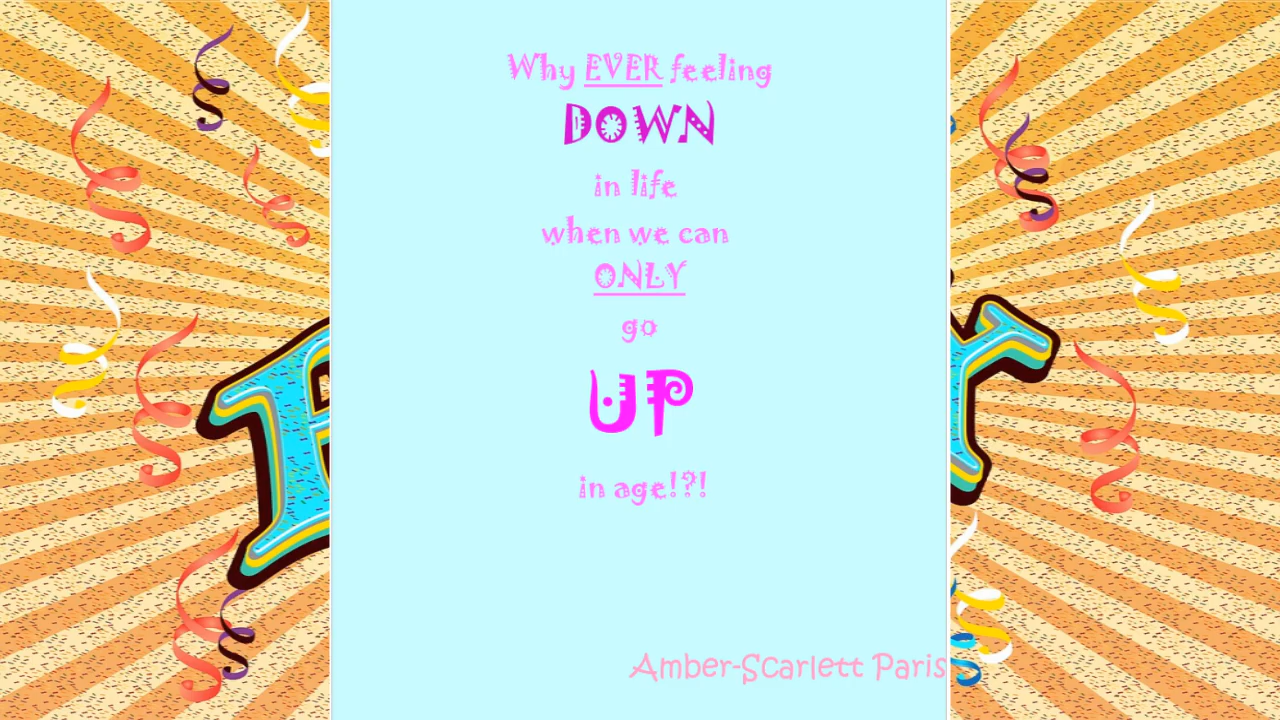 Why EVER feeling
DOWN
in life
when we can
ONLY
go
UP
in age!?!
Amber-Scarlett Paris